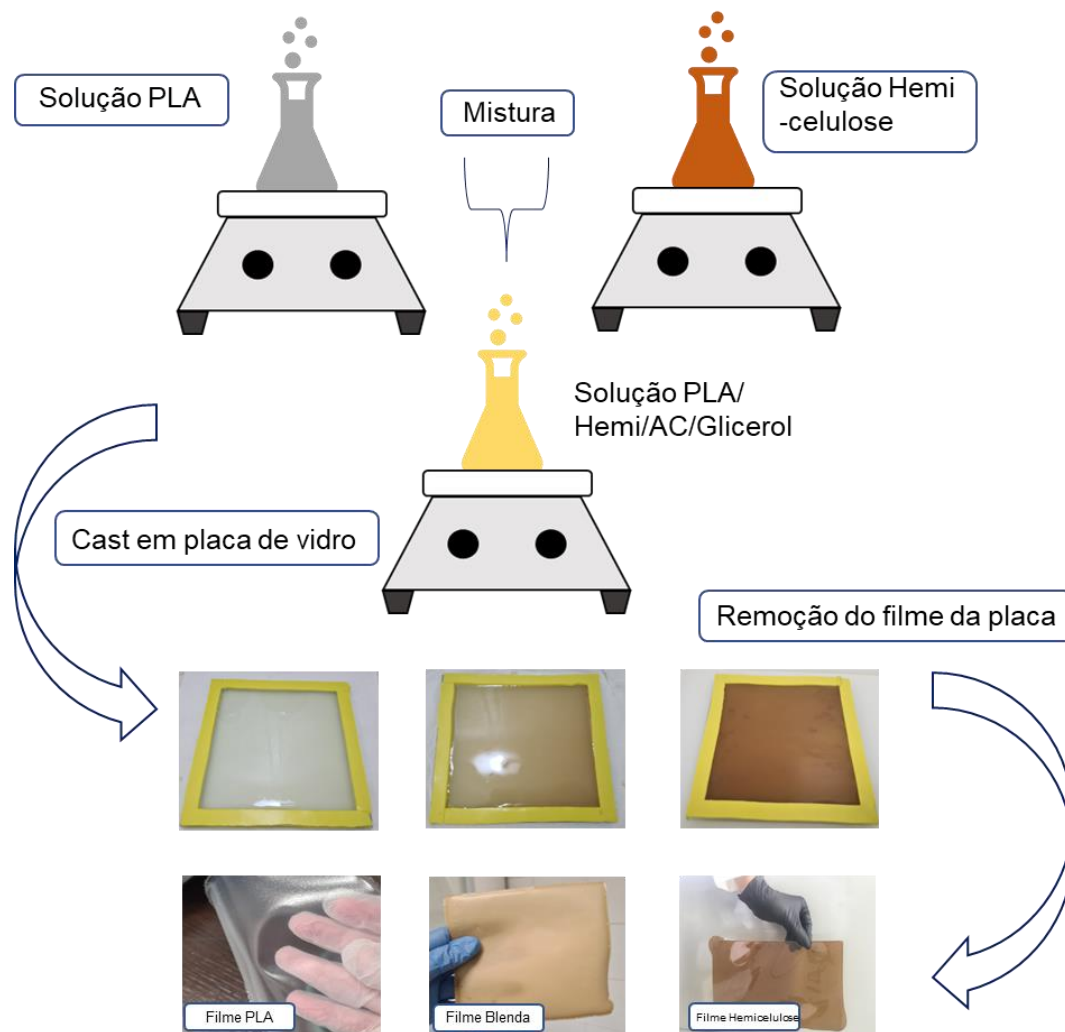 Solução PLA
Mistura
Solução Hemi
-celulose
Solução PLA/
Hemi/AC/Glicerol
Cast em placa de vidro
Remoção do filme da placa
Filme PLA
Filme Blenda
Filme Hemicelulose